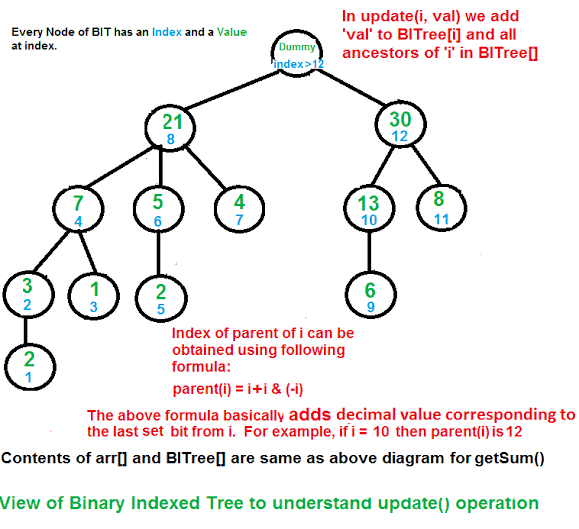 Every Node of BIT has an Index and a Value
at index.
In update(i, val) we add
'val' to BITree[i] and all
ancestors of 'i' in BITree[]
Dummy
index>12
21
8
30
12
7
4
5
6
4
7
13
10
8
11
3
2
1
3
2
5
6
9
2
1
Index of parent of i can be
obtained using following
formula:
parent(i) = i+i & (-i)
The above formula basically adds decimal value corresponding to
the last set bit from i. For example, if i = 10 then parent(i) is 12
Contents of arr[] and BITree[] are same as above diagram for getSum()
View of Binary Indexed Tree to understand update() operation